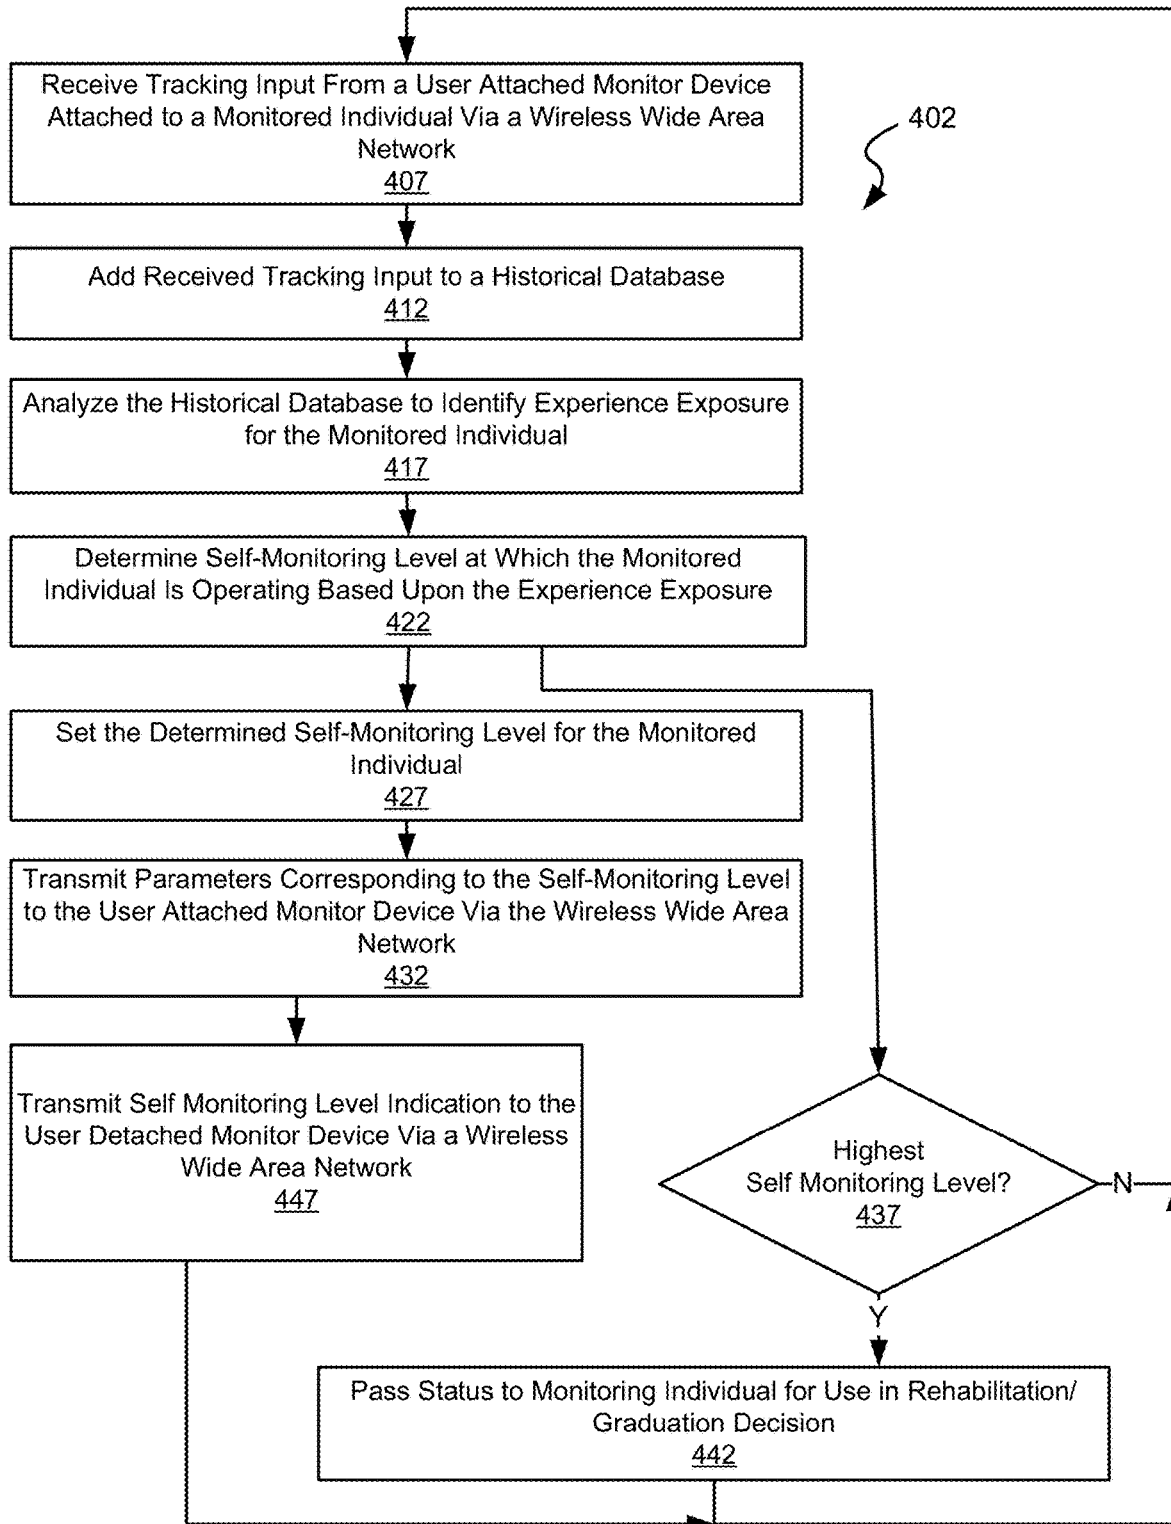 Receive Tracking Input From a User Attached Monitor Device
Attached to a Monitored Individual Via a Wireless Wide Area
Network
407
402
Add Received Tracking Input to a Historical Database
412
Analyze the Historical Database to Identify Experience Exposure
for the Monitored Individual
417
Determine Self-Monitoring Level at Which the Monitored
Individual Is Operating Based Upon the Experience Exposure
422
Set the Determined Self-Monitoring Level for the Monitored
Individual
427
Transmit Parameters Corresponding to the Self-Monitoring Level
to the User Attached Monitor Device Via the Wireless Wide Area
Network
432
Transmit Self Monitoring Level Indication to the
User Detached Monitor Device Via a Wireless
Wide Area Network
447
Highest
Self Monitoring Level?
437
N
Y
Pass Status to Monitoring Individual for Use in Rehabilitation/
Graduation Decision
442